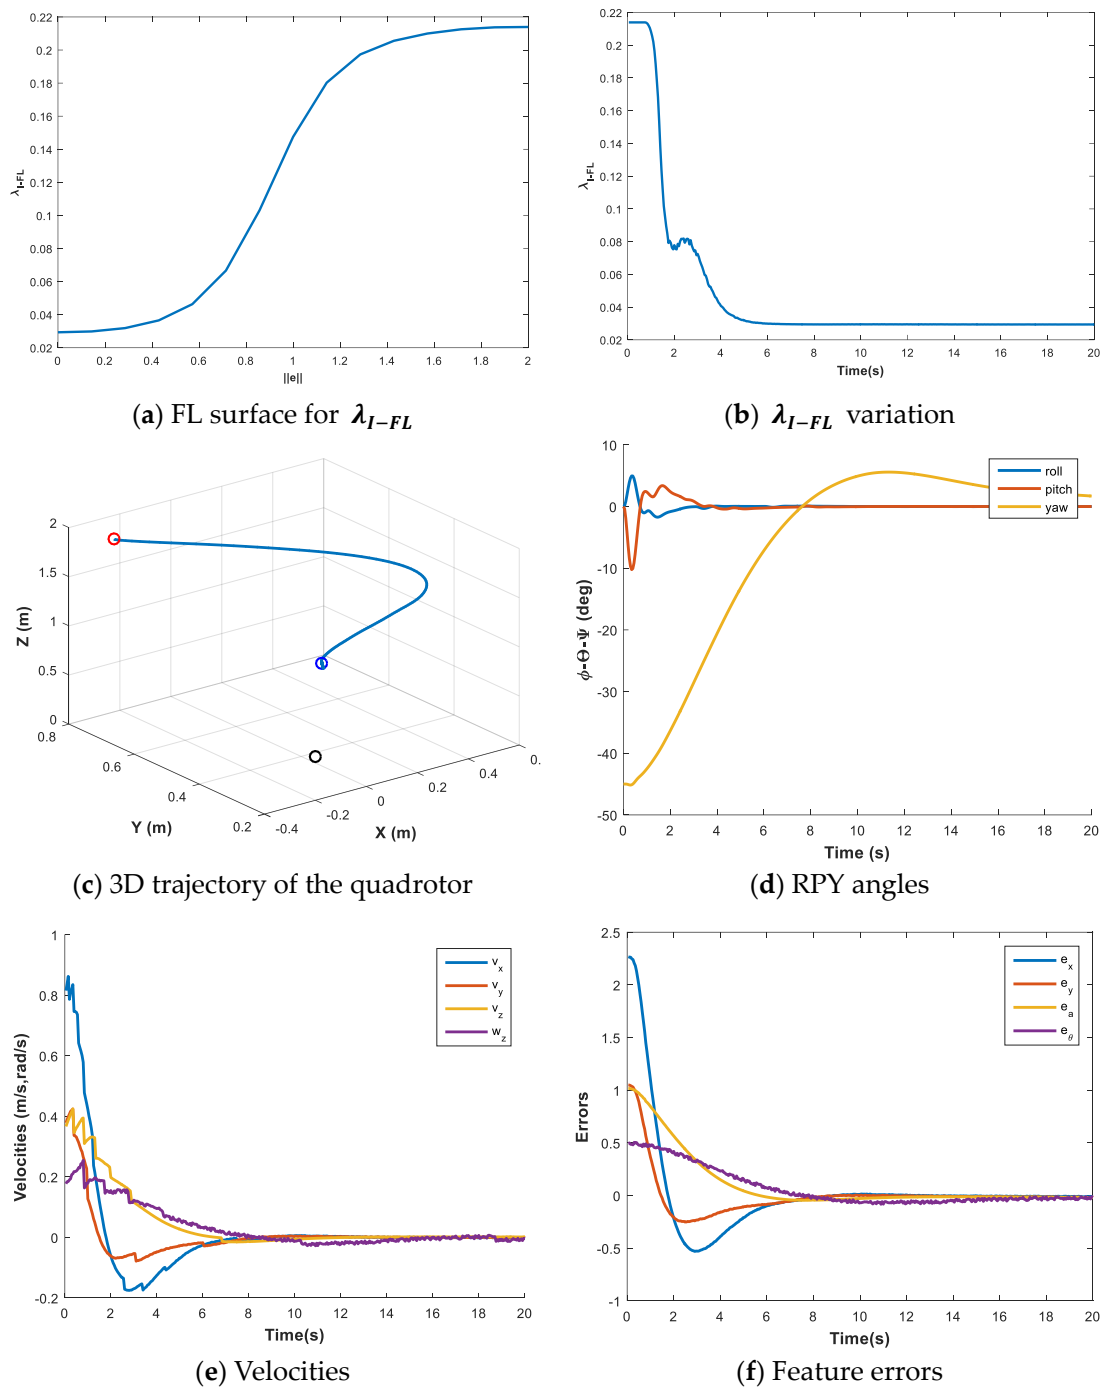 0.22
0.2
0.18
0.16
0.14
0.12
0.1
0.08
0.06
0.04
0.02
λI-FL
0 0.2 0.4 0.6 0.8 1 1.2 1.4 1.6 1.8 2
||e||
(a) FL surface for λI−FL
0.22
0.2
0.18
0.16
0.14
0.12
0.1
0.08
0.06
0.04
0.02
λI-FL
0 2 4 6 8 10 12 14 16 18 20
Time(s)
(b) λI−FL variation
2
1.5
1
0.5
0
Z (m)
0.8
0.6
0.4
0.2
Y (m)
-0.4
-0.2
0
0.2
0.4
0.
X (m)
(c) 3D trajectory of the quadrotor
10
0
-10
-20
-30
-40
-50
ϕ-Θ-Ψ (deg)
roll
pitch
yaw
0 2 4 6 8 10 12 14 16 18 20
Time (s)
(d) RPY angles
1
0.8
0.6
0.4
0.2
0
-0.2
Velocities (m/s,rad/s)
vx
vy
vz
wz
0 2 4 6 8 10 12 14 16 18 20
Time(s)
(e) Velocities
2.5
2
1.5
1
0.5
0
-0.5
-1
Errors
ex
ey
ea
eθ
0 2 4 6 8 10 12 14 16 18 20
Time(s)
(f) Feature errors